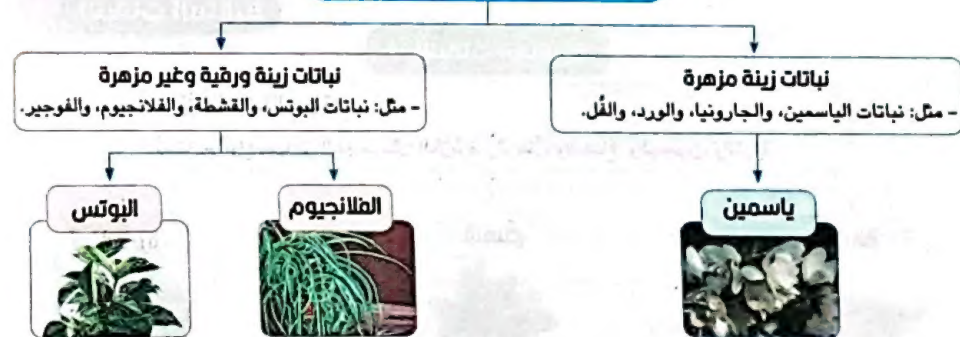 نباتات زينة مزهرة
- مثل: نباتات الياسمين، والجارونيا، والورد، والفُل.
نباتات زينة ورقية وغير مزهرة
- مثل: نباتات البوتس، والقشطة، والفلانجيوم، والفوجير.
ياسمين
الفلانجيوم
البوتس